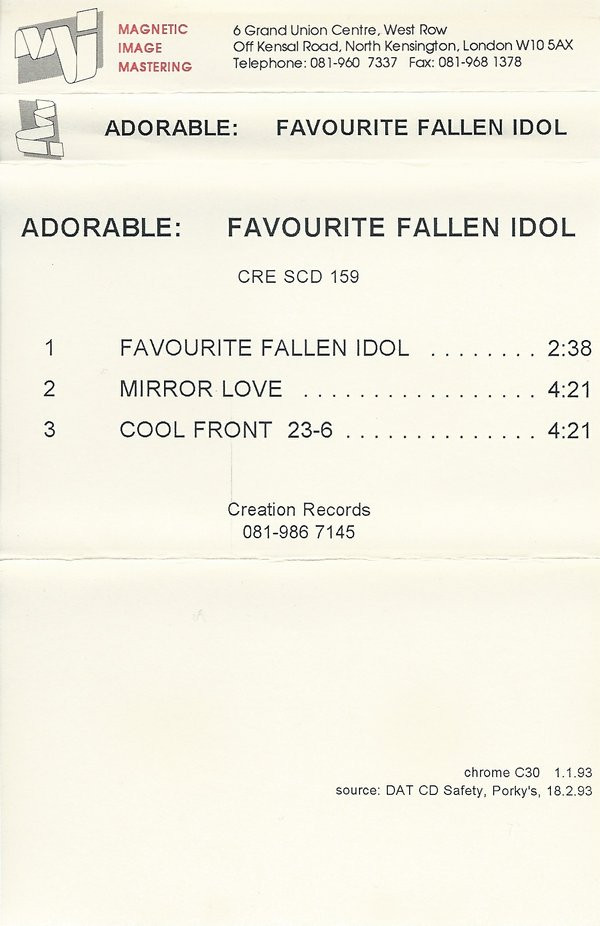 MAGNETIC
IMAGE
MASTERING
6 Grand Union Centre, West Row
Off Kensal Road, North Kensington, London W10 5AX
Telephone: 081-960 7337 Fax: 081-968 1378
ADORABLE: FAVOURITE FALLEN IDOL
ADORABLE: FAVOURITE FALLEN IDOL
CRE SCD 159
1 FAVOURITE FALLEN IDOL ........ 2:38
2 MIRROR LOVE ................. 4:21
3 COOL FRONT 23-6 .............. 4:21
Creation Records
081-986 7145
chrome C30 1.1.93
source: DAT CD Safety, Porky's, 18.2.93